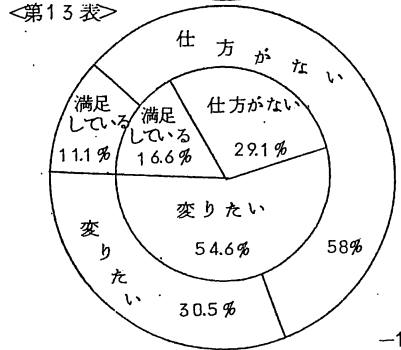 <第13表>
仕方がない
満足
している
11.1%
満足
している
16.6%
仕方がない
29.1%
変りたい
54.6%
58%
変りたい
30.5%
−1